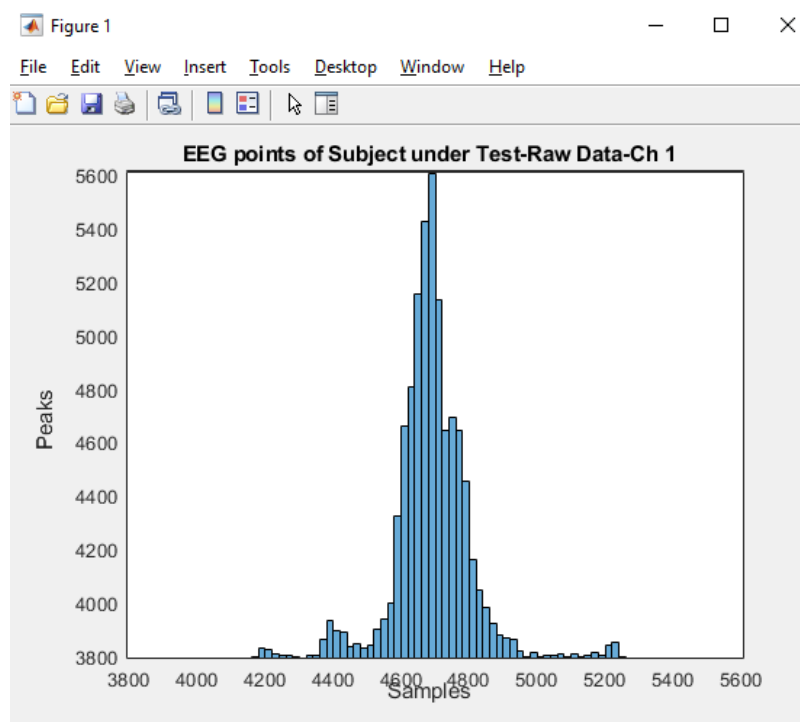 Figure 1
File Edit View Insert Tools Desktop Window Help
EEG points of Subject under Test-Raw Data-Ch 1
5600
5400
5200
5000
4800
4600
4400
4200
4000
3800
Peaks
3800 4000 4200 4400 4600 4800 5000 5200 5400 5600
Samples